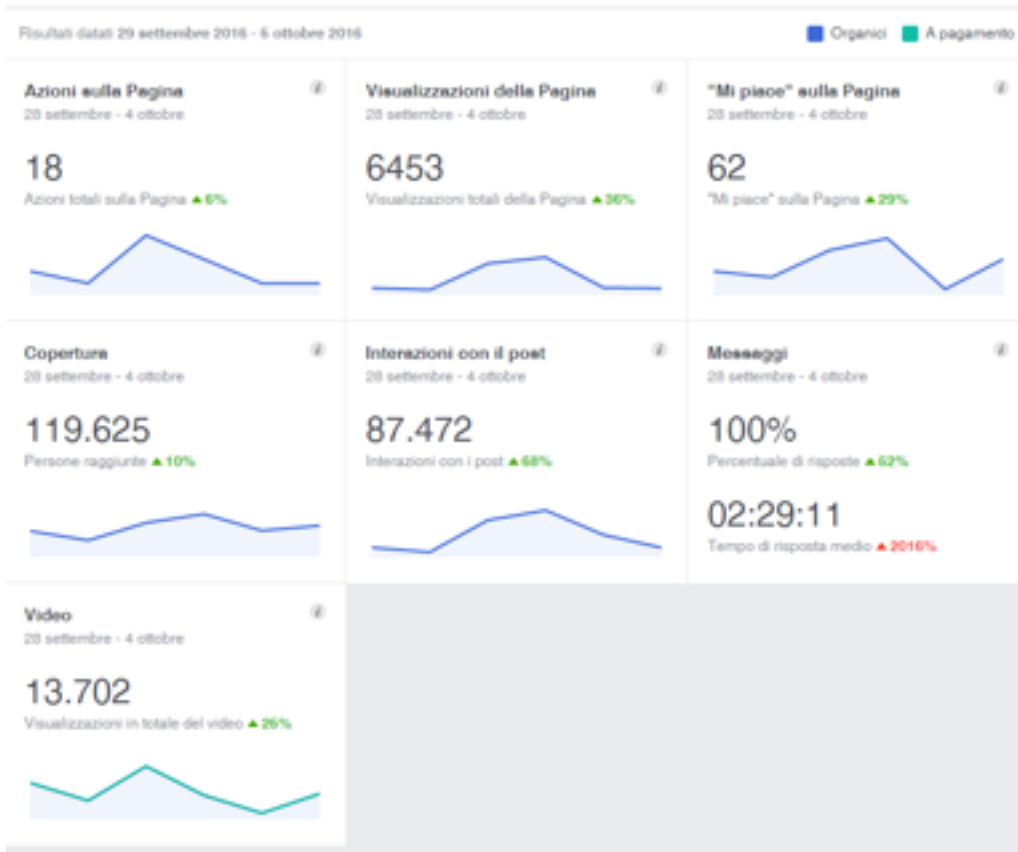 Risultati datati 29 settembre 2016 - 5 ottobre 2016
Organici
A pagamento
Azioni sulla Pagina
28 settembre - 4 ottobre
18
Azioni totali sulla Pagina 6%
Visualizzazioni della Pagina
28 settembre - 4 ottobre
6453
Visualizzazioni totali della Pagina 36%
"Mi piace" sulla Pagina
28 settembre - 4 ottobre
62
"Mi piace" sulla Pagina 29%
Copertura
28 settembre - 4 ottobre
119.625
Persone raggiunte 10%
Interazioni con il post
28 settembre - 4 ottobre
87.472
Interazioni con i post 68%
Messaggi
28 settembre - 4 ottobre
100%
Percentuale di risposte 52%
02:29:11
Tempo di risposta medio 2016%
Video
28 settembre - 4 ottobre
13.702
Visualizzazioni in totale del video 26%